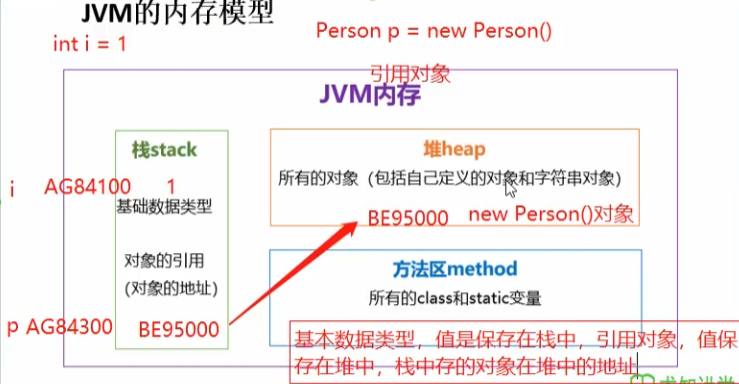 JVM的内存模型
int i = 1
Person p = new Person()
引用对象
JVM内存
栈stack
i AG84100 1
基础数据类型
对象的引用
(对象的地址)
p AG84300 BE95000
堆heap
所有的对象（包括自己定义的对象和字符串对象）
BE95000 new Person()对象
方法区method
所有的class和static变量
基本数据类型，值是保存在栈中，引用对象，值保
存在堆中，栈中存的对象在堆中的地址